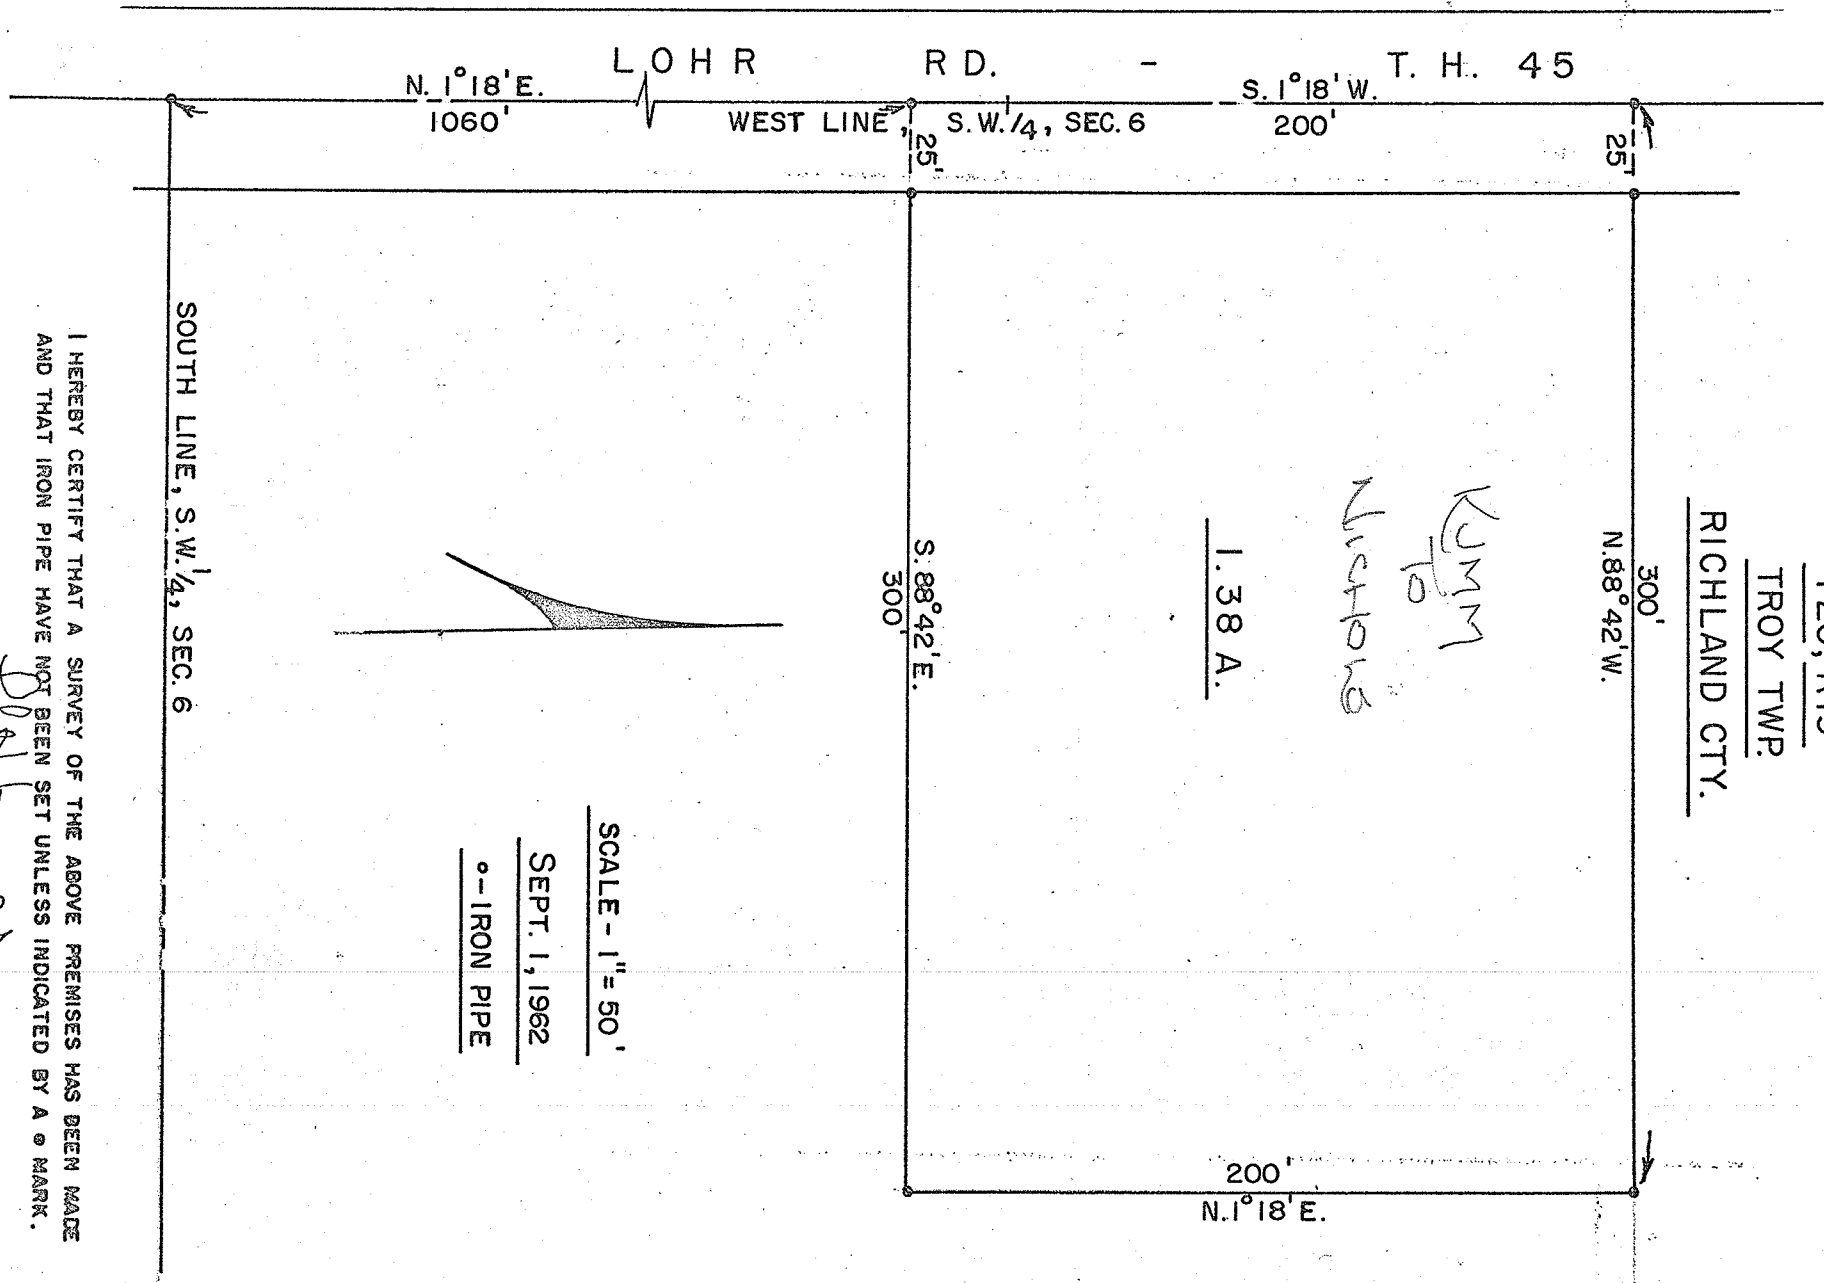 TROY TWP.
RICHLAND CTY.
LOHR RD. - T. H. 45
N. 1°18'E.
1060'
WEST LINE, S.W.1/4, SEC. 6
S. 1°18'W.
200'
25'
25'
300'
N.88°42'W.
KUMM
TO
1.38 A.
S.88°42'E.
300'
200'
N.1°18'E.
SOUTH LINE, S.W.1/4, SEC. 6
SCALE - 1"= 50'
SEPT. 1, 1962
o-IRON PIPE
I HEREBY CERTIFY THAT A SURVEY OF THE ABOVE PREMISES HAS BEEN MADE
AND THAT IRON PIPE HAVE NOT BEEN SET UNLESS INDICATED BY A o MARK.